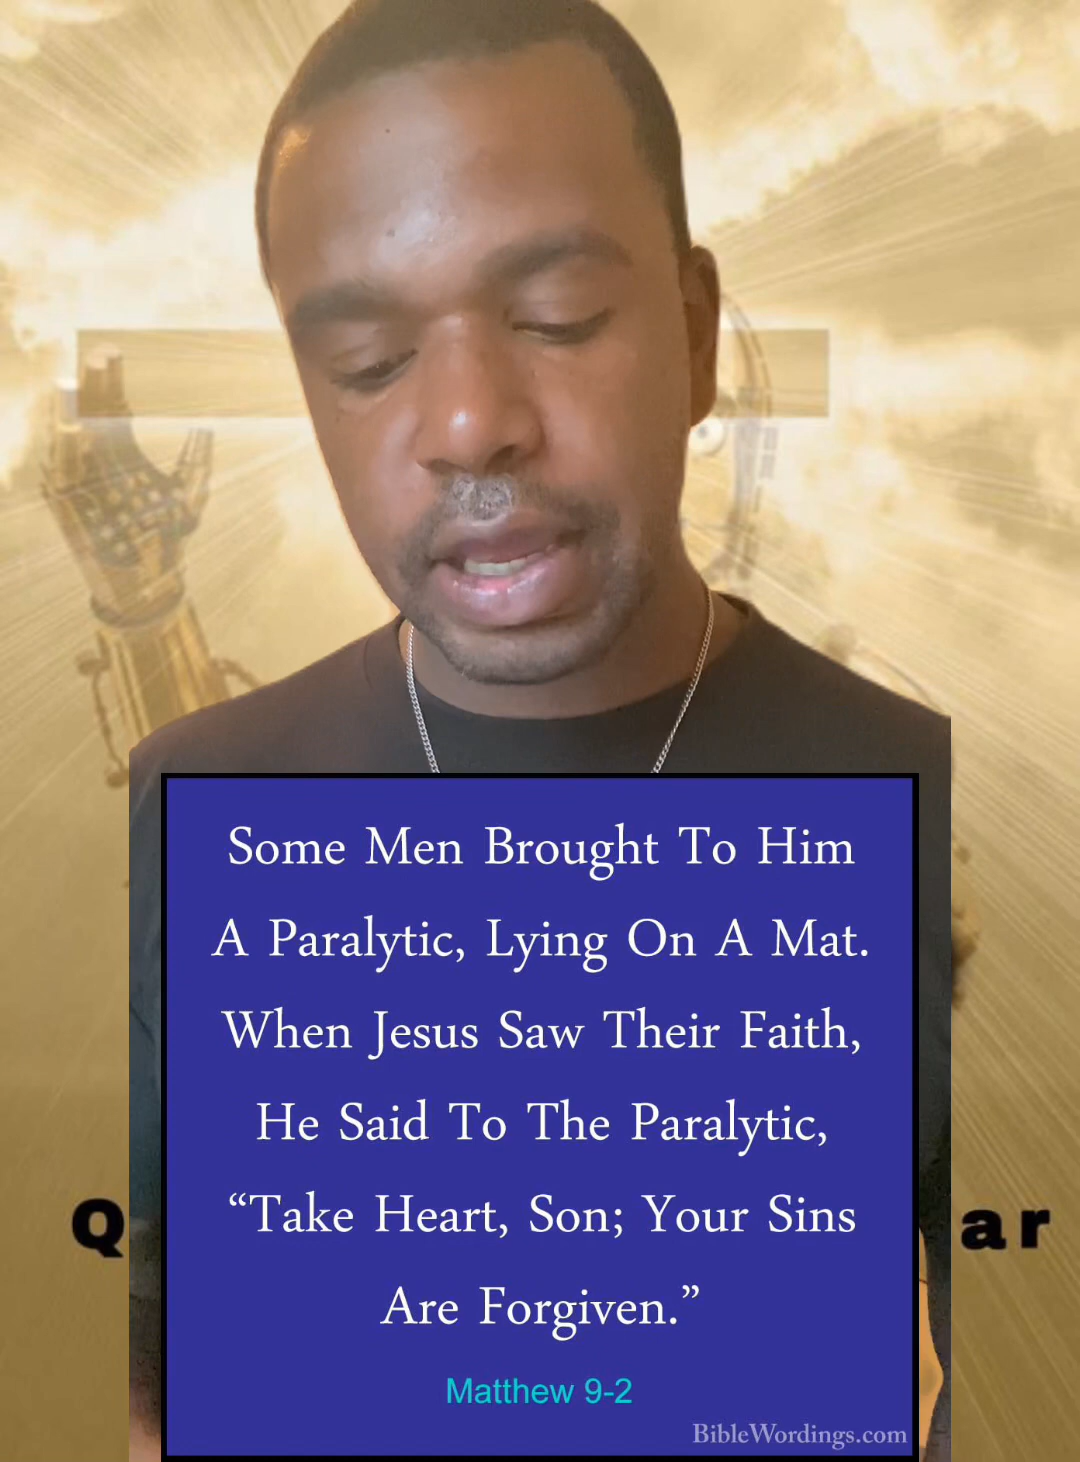 Some Men Brought To Him
A Paralytic, Lying On A Mat.
When Jesus Saw Their Faith,
He Said To The Paralytic,
“Take Heart, Son; Your Sins
Are Forgiven.”
Matthew 9-2
BibleWordings.com